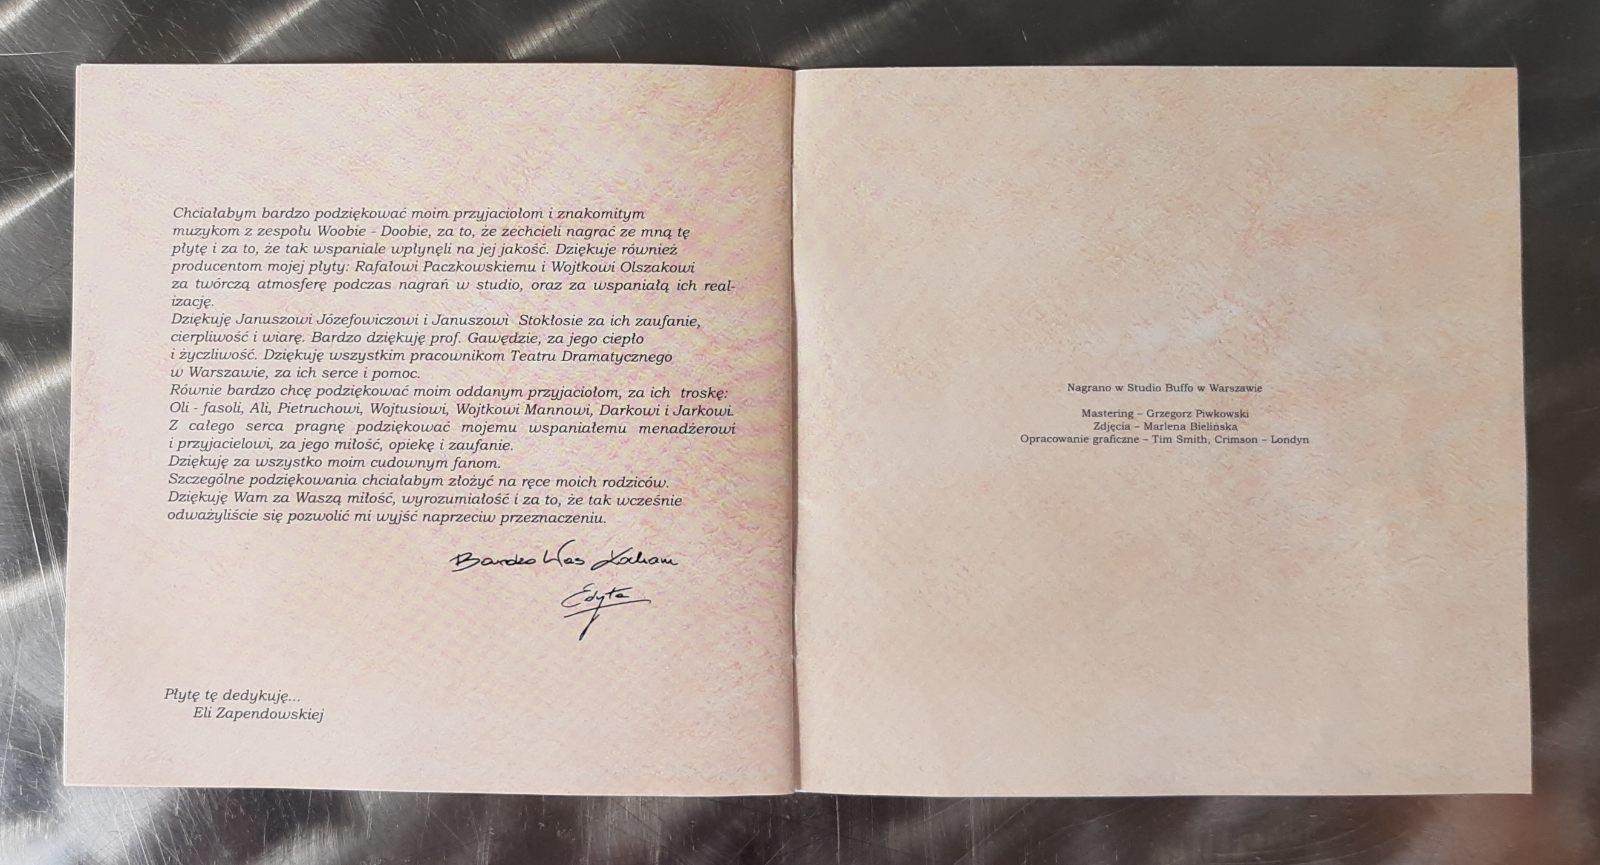 Chciałabym bardzo podziękować moim przyjaciołom i znakomitym
muzykom z zespołu Woobie - Doobie, za to, że zechcieli nagrać ze mną tę
płytę i za to, że tak wspaniale wpłynęli na jej jakość. Dziękuje również
producentom mojej płyty: Rafałowi Paczkowskiemu i Wojtkowi Olszakowi
za twórczą atmosferę podczas nagrań w studio, oraz za wspaniałą ich real-
izację.
Dziękuję Januszowi Józefowiczowi i Januszowi Stokłosie za ich zaufanie,
cierpliwość i wiarę. Bardzo dziękuję prof. Gawędzie, za jego ciepło
i życzliwość. Dziękuję wszystkim pracownikom Teatru Dramatycznego
w Warszawie, za ich serce i pomoc.
Równie bardzo chcę podziękować moim oddanym przyjaciołom, za ich troskę:
Oli - fasoli, Ali, Pietruchowi, Wojtusiowi, Wojtkowi Mannowi, Darkowi i Jarkowi.
Z całego serca pragnę podziękować mojemu wspaniałemu menadżerowi
i przyjacielowi, za jego miłość, opiekę i zaufanie.
Dziękuję za wszystko moim cudownym fanom.
Szczególne podziękowania chciałabym złożyć na ręce moich rodziców.
Dziękuję Wam za Waszą miłość, wyrozumiałość i za to, że tak wcześnie
odważyliście się pozwolić mi wyjść naprzeciw przeznaczeniu.
Bardzo Was Kocham
Edyta
Płytę tę dedykuję...
Eli Zapendowskiej
Nagrano w Studio Buffo w Warszawie
Mastering – Grzegorz Piwkowski
Zdjęcia – Marlena Bielińska
Opracowanie graficzne – Tim Smith, Crimson – Londyn